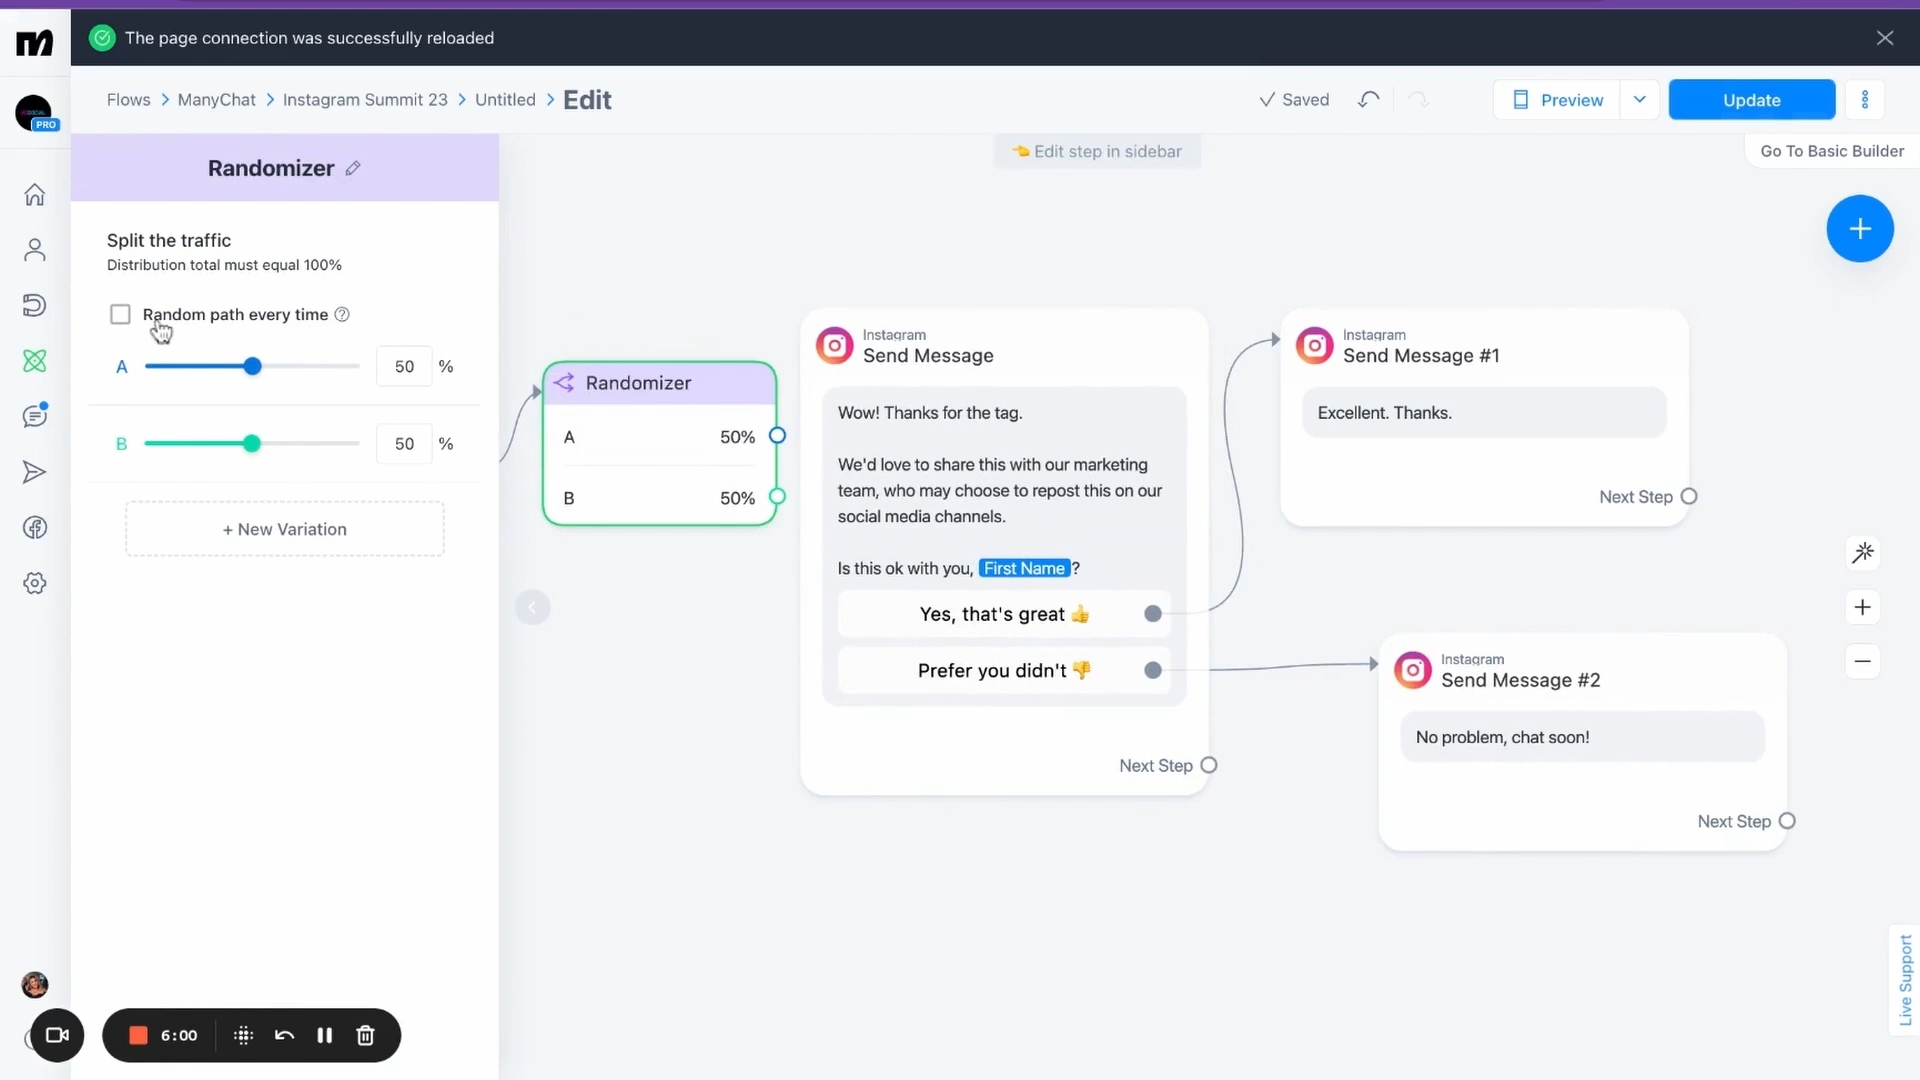 The page connection was successfully reloaded
PRO
Flows > ManyChat > Instagram Summit 23 > Untitled > Edit
Saved
Preview
Update
👈 Edit step in sidebar
Go To Basic Builder
Randomizer
Split the traffic
Distribution total must equal 100%
Random path every time
A 50 %
B 50 %
+ New Variation
Randomizer
A 50%
B 50%
Instagram
Send Message
Wow! Thanks for the tag.
We'd love to share this with our marketing
team, who may choose to repost this on our
social media channels.
Is this ok with you, First Name ?
Yes, that's great 👍
Prefer you didn't 👎
Next Step
Instagram
Send Message #1
Excellent. Thanks.
Next Step
Instagram
Send Message #2
No problem, chat soon!
Next Step
Live Support
6:00